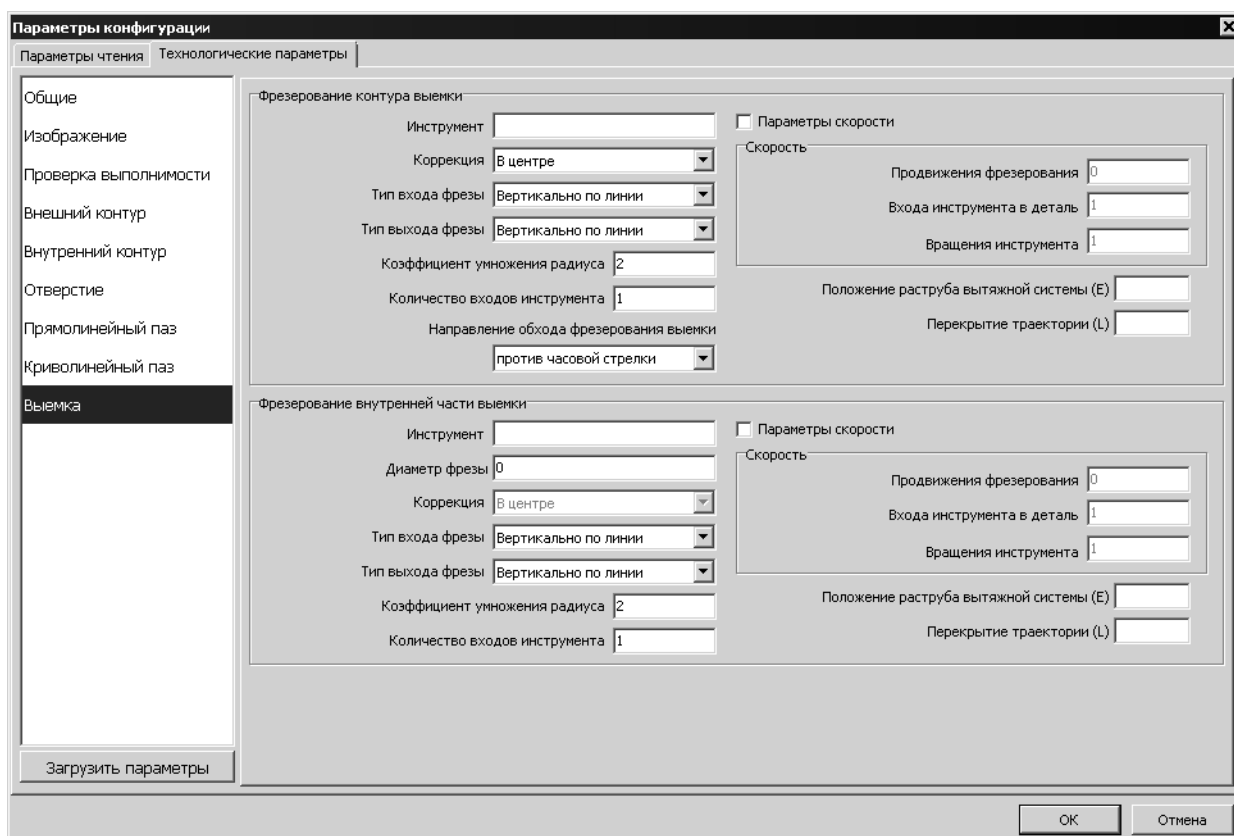 Параметры конфигурации
Параметры чтения
Технологические параметры
Общие
Изображение
Проверка выполнимости
Внешний контур
Внутренний контур
Отверстие
Прямолинейный паз
Криволинейный паз
Выемка
Загрузить параметры
Фрезерование контура выемки
Инструмент
Коррекция В центре
Тип входа фрезы Вертикально по линии
Тип выхода фрезы Вертикально по линии
Коэффициент умножения радиуса 2
Количество входов инструмента 1
Направление обхода фрезерования выемки
против часовой стрелки
Параметры скорости
Скорость
Продвижения фрезерования 0
Входа инструмента в деталь 1
Вращения инструмента 1
Положение раструба вытяжной системы (E)
Перекрытие траектории (L)
Фрезерование внутренней части выемки
Инструмент
Диаметр фрезы 0
Коррекция В центре
Тип входа фрезы Вертикально по линии
Тип выхода фрезы Вертикально по линии
Коэффициент умножения радиуса 2
Количество входов инструмента 1
Параметры скорости
Скорость
Продвижения фрезерования 0
Входа инструмента в деталь 1
Вращения инструмента 1
Положение раструба вытяжной системы (E)
Перекрытие траектории (L)
OK
Отмена